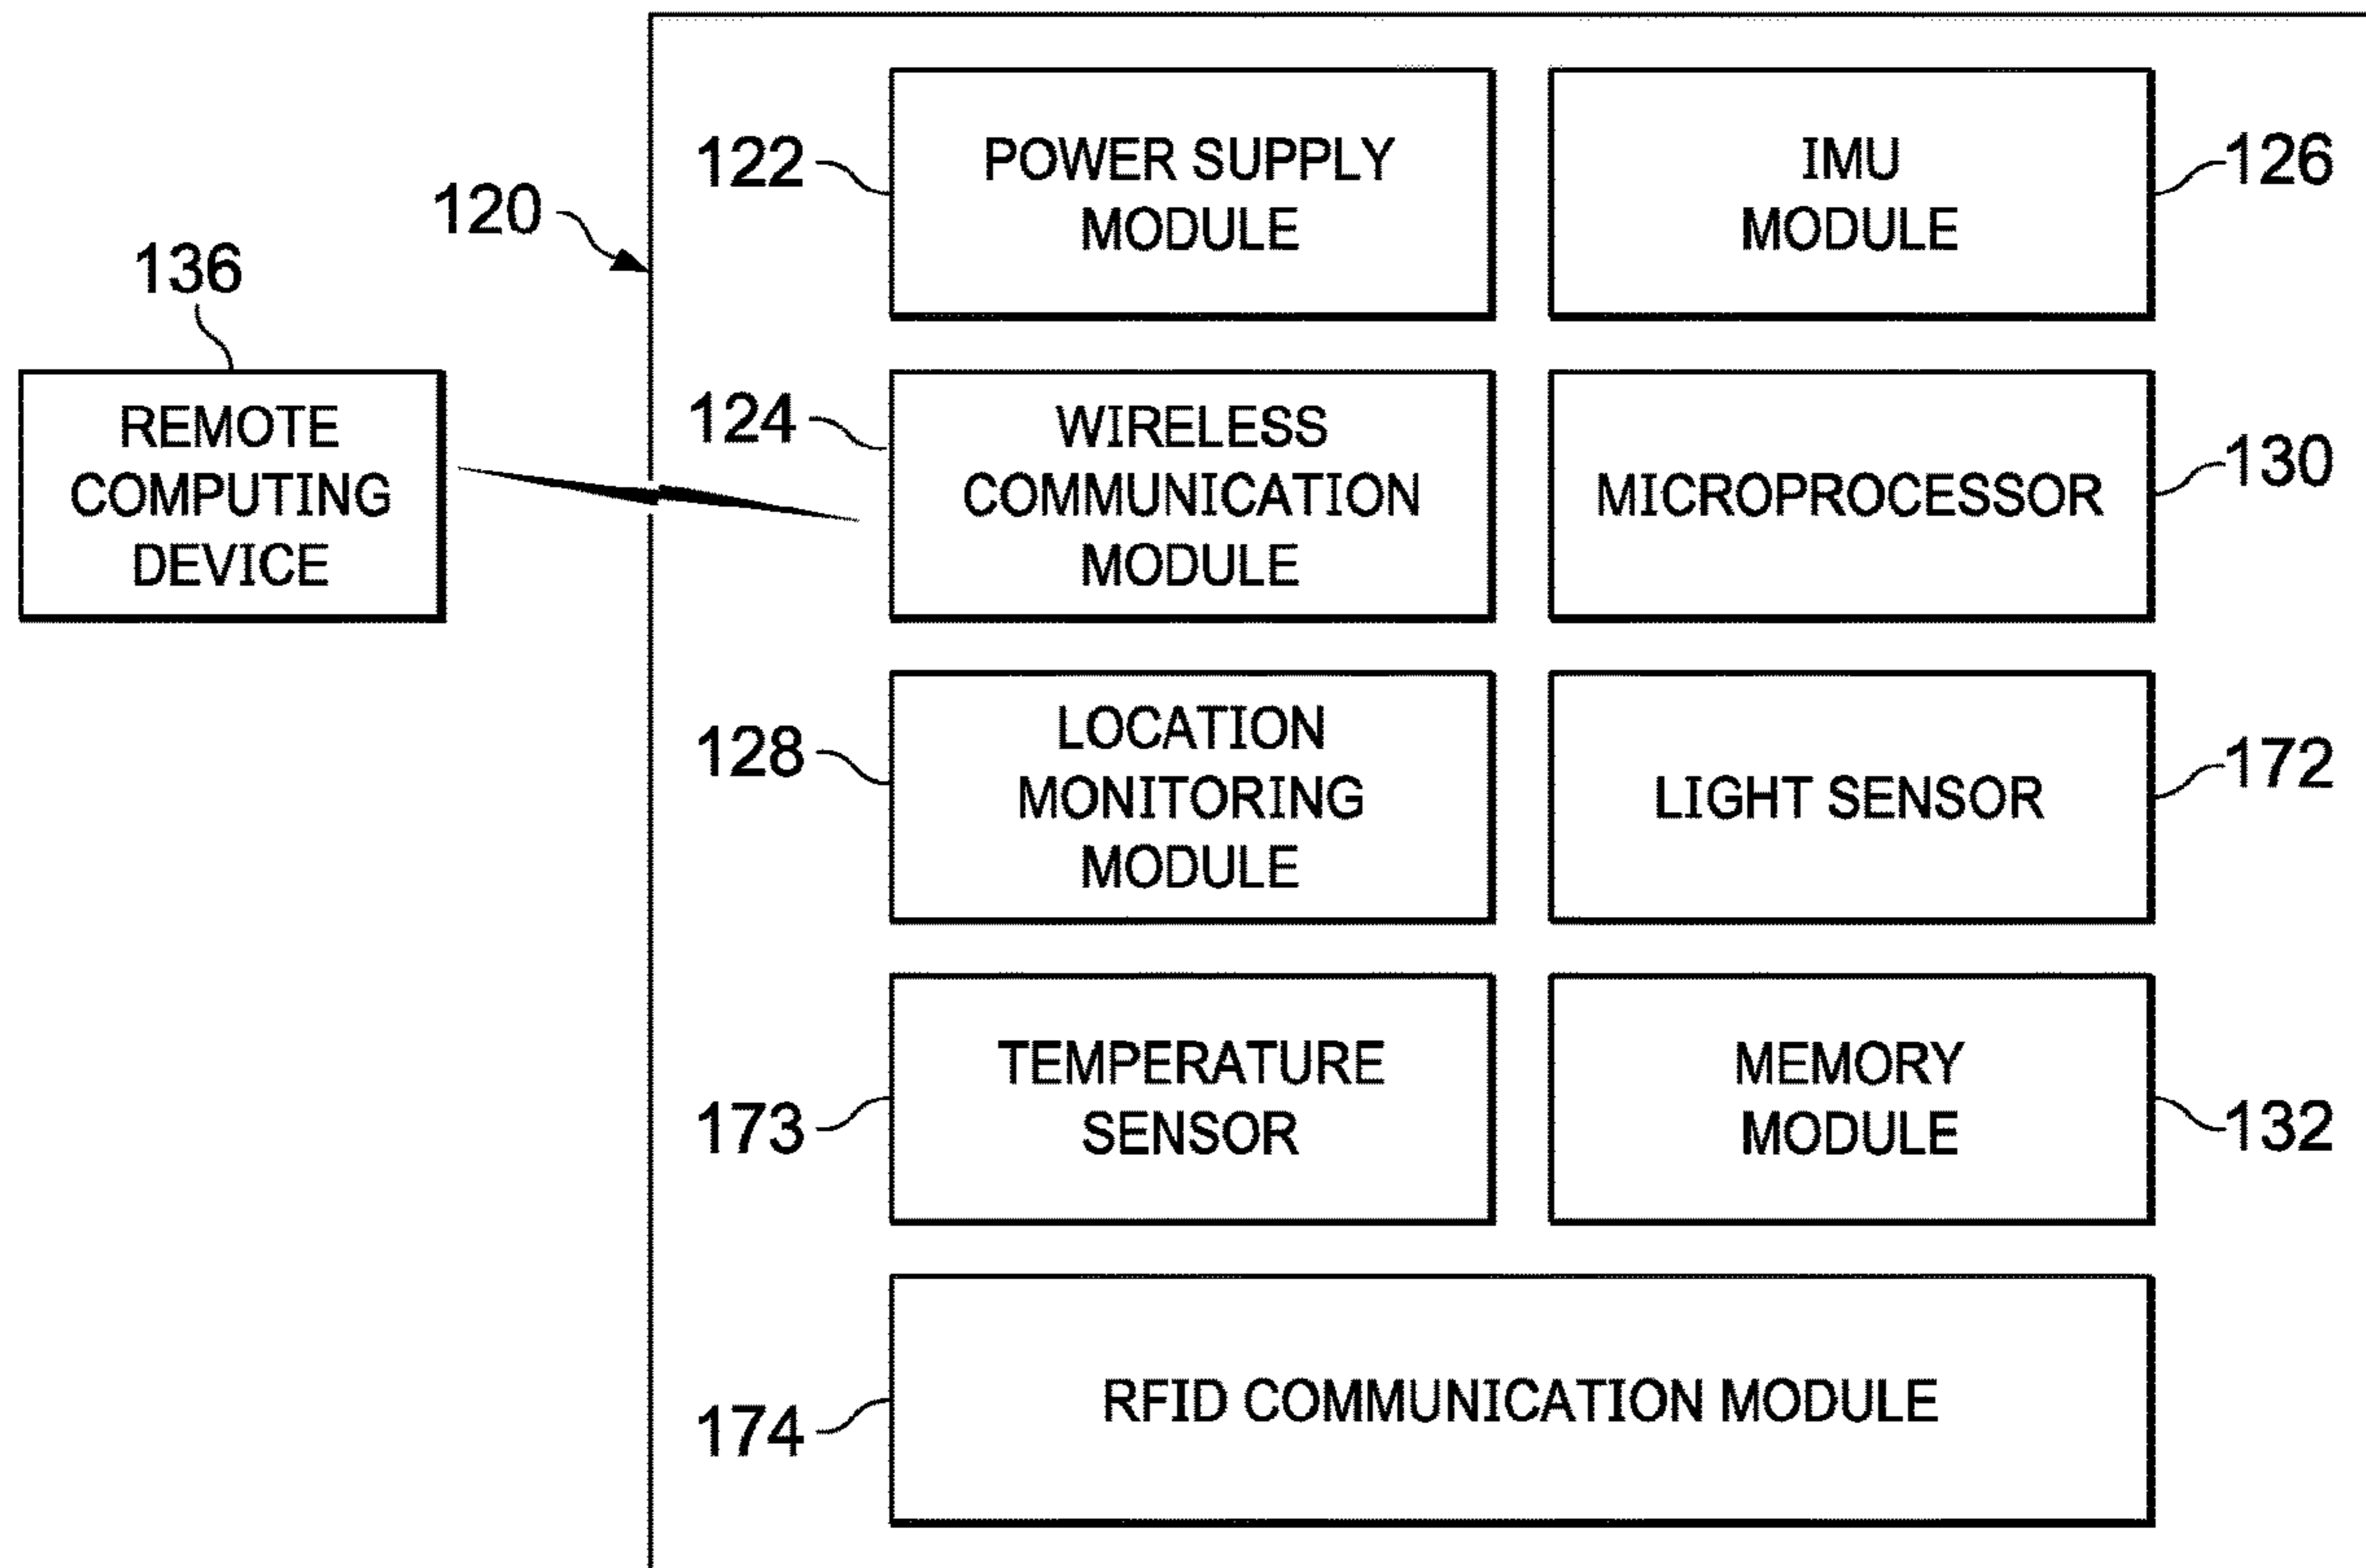 122
POWER SUPPLY
MODULE
IMU
MODULE
126
120
136
REMOTE
COMPUTING
DEVICE
124
WIRELESS
COMMUNICATION
MODULE
MICROPROCESSOR
130
128
LOCATION
MONITORING
MODULE
LIGHT SENSOR
172
173
TEMPERATURE
SENSOR
MEMORY
MODULE
132
174
RFID COMMUNICATION MODULE